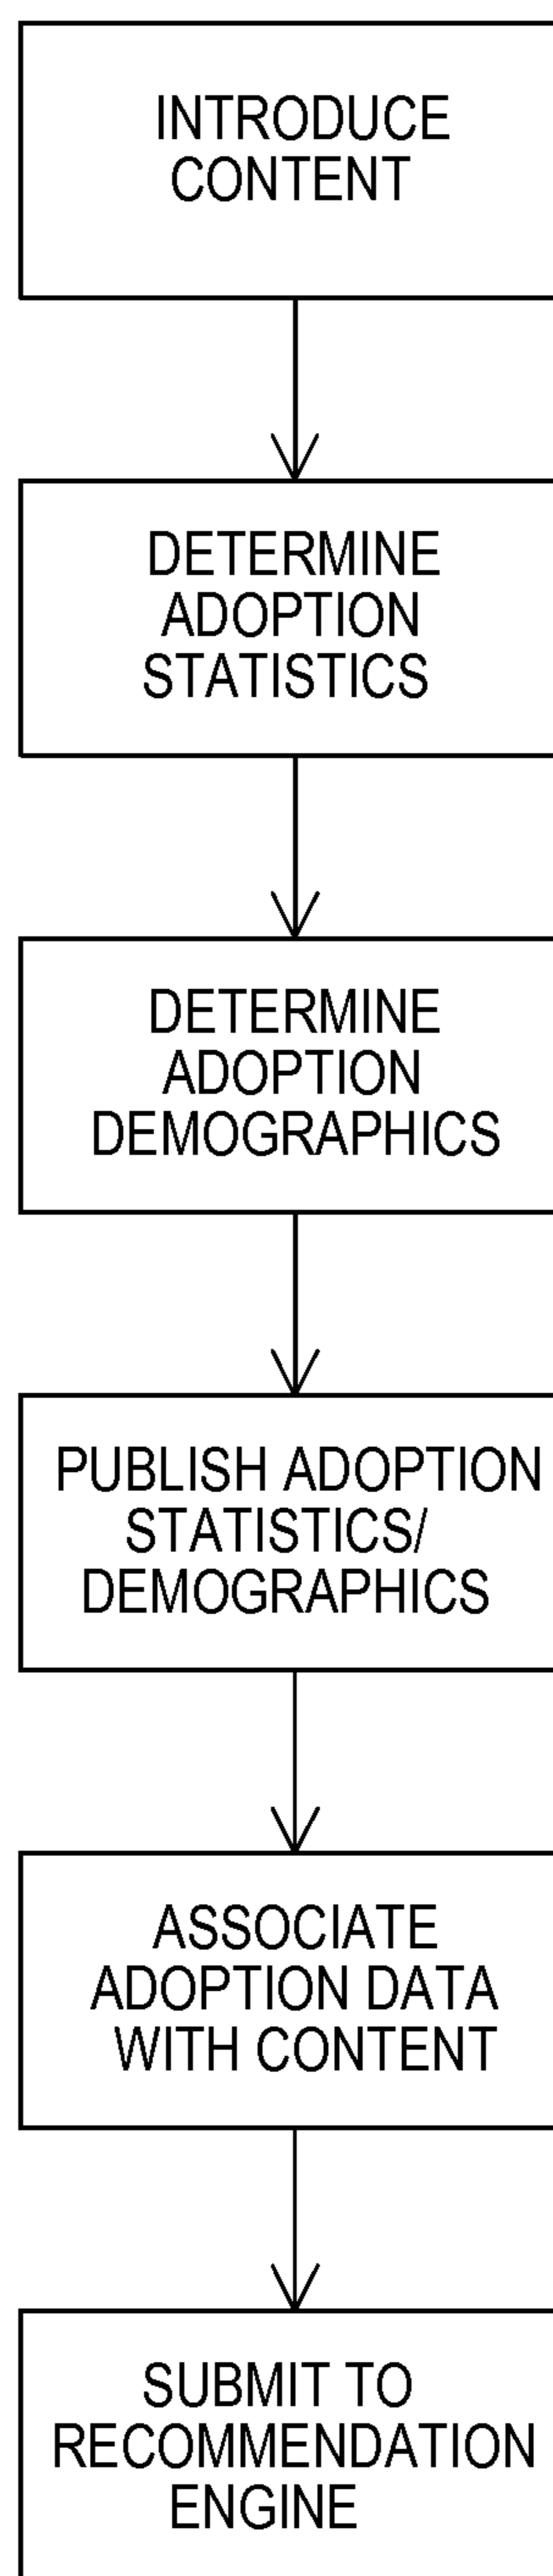 INTRODUCE
CONTENT
DETERMINE
ADOPTION
STATISTICS
DETERMINE
ADOPTION
DEMOGRAPHICS
PUBLISH ADOPTION
STATISTICS/
DEMOGRAPHICS
ASSOCIATE
ADOPTION DATA
WITH CONTENT
SUBMIT TO
RECOMMENDATION
ENGINE